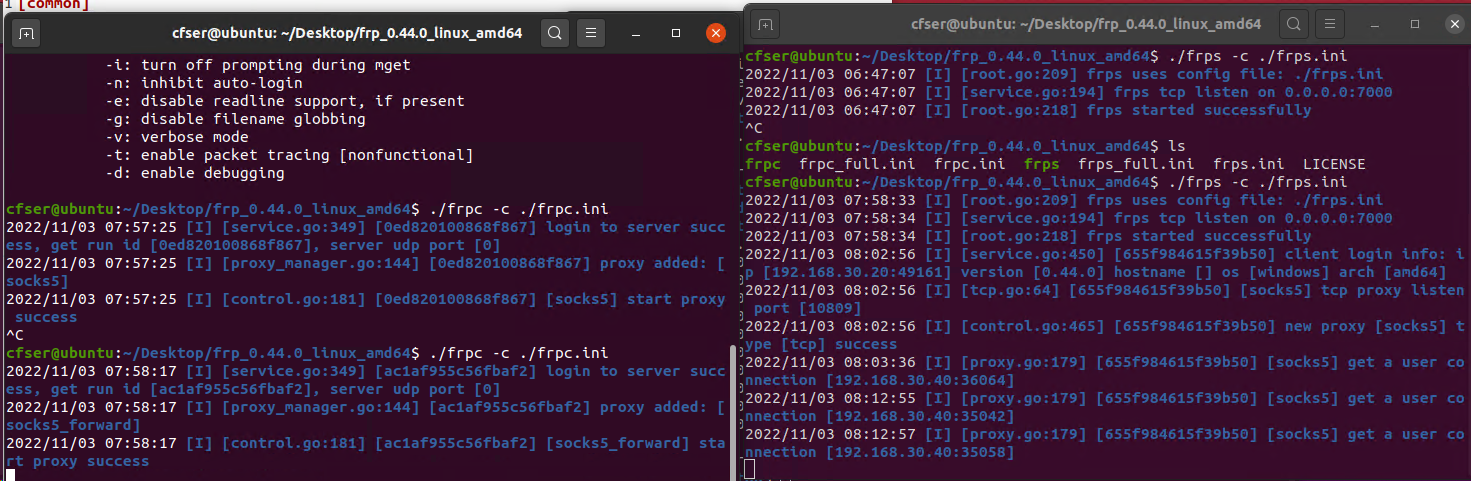 1 [common]
cfser@ubuntu: ~/Desktop/frp_0.44.0_linux_amd64
-i: turn off prompting during mget
-n: inhibit auto-login
-e: disable readline support, if present
-g: disable filename globbing
-v: verbose mode
-t: enable packet tracing [nonfunctional]
-d: enable debugging
cfser@ubuntu:~/Desktop/frp_0.44.0_linux_amd64$ ./frpc -c ./frpc.ini
2022/11/03 07:57:25 [I] [service.go:349] [0ed820100868f867] login to server succ
ess, get run id [0ed820100868f867], server udp port [0]
2022/11/03 07:57:25 [I] [proxy_manager.go:144] [0ed820100868f867] proxy added: [
socks5]
2022/11/03 07:57:25 [I] [control.go:181] [0ed820100868f867] [socks5] start proxy
success
^C
cfser@ubuntu:~/Desktop/frp_0.44.0_linux_amd64$ ./frpc -c ./frpc.ini
2022/11/03 07:58:17 [I] [service.go:349] [ac1af955c56fbaf2] login to server succ
ess, get run id [ac1af955c56fbaf2], server udp port [0]
2022/11/03 07:58:17 [I] [proxy_manager.go:144] [ac1af955c56fbaf2] proxy added: [
socks5_forward]
2022/11/03 07:58:17 [I] [control.go:181] [ac1af955c56fbaf2] [socks5_forward] sta
rt proxy success
cfser@ubuntu: ~/Desktop/frp_0.44.0_linux_amd64
cfser@ubuntu:~/Desktop/frp_0.44.0_linux_amd64$ ./frps -c ./frps.ini
2022/11/03 06:47:07 [I] [root.go:209] frps uses config file: ./frps.ini
2022/11/03 06:47:07 [I] [service.go:194] frps tcp listen on 0.0.0.0:7000
2022/11/03 06:47:07 [I] [root.go:218] frps started successfully
^C
cfser@ubuntu:~/Desktop/frp_0.44.0_linux_amd64$ ls
frpc frpc_full.ini frpc.ini frps frps_full.ini frps.ini LICENSE
cfser@ubuntu:~/Desktop/frp_0.44.0_linux_amd64$ ./frps -c ./frps.ini
2022/11/03 07:58:33 [I] [root.go:209] frps uses config file: ./frps.ini
2022/11/03 07:58:34 [I] [service.go:194] frps tcp listen on 0.0.0.0:7000
2022/11/03 07:58:34 [I] [root.go:218] frps started successfully
2022/11/03 08:02:56 [I] [service.go:450] [655f984615f39b50] client login info: i
p [192.168.30.20:49161] version [0.44.0] hostname [] os [windows] arch [amd64]
2022/11/03 08:02:56 [I] [tcp.go:64] [655f984615f39b50] [socks5] tcp proxy listen
port [10809]
2022/11/03 08:02:56 [I] [control.go:465] [655f984615f39b50] new proxy [socks5] t
ype [tcp] success
2022/11/03 08:03:36 [I] [proxy.go:179] [655f984615f39b50] [socks5] get a user co
nnection [192.168.30.40:36064]
2022/11/03 08:12:55 [I] [proxy.go:179] [655f984615f39b50] [socks5] get a user co
nnection [192.168.30.40:35042]
2022/11/03 08:12:57 [I] [proxy.go:179] [655f984615f39b50] [socks5] get a user co
nnection [192.168.30.40:35058]